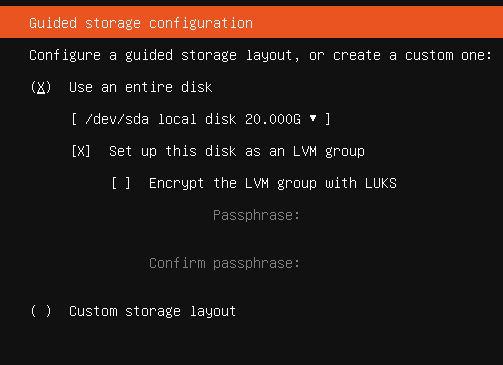 Guided storage configuration
Configure a guided storage layout, or create a custom one:
(X) Use an entire disk
[ /dev/sda local disk 20.000G ▾ ]
[X] Set up this disk as an LVM group
[ ] Encrypt the LVM group with LUKS
Passphrase:
Confirm passphrase:
( ) Custom storage layout